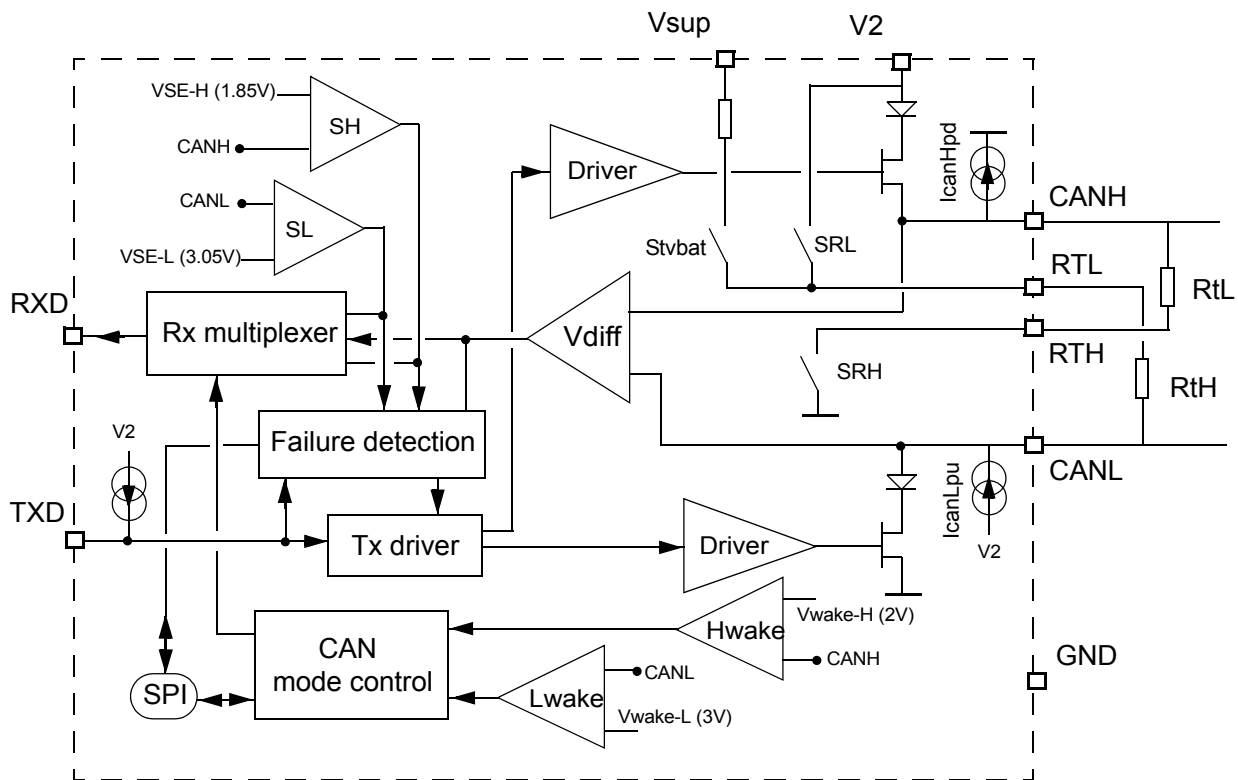 Vsup
V2
VSE-H (1.85V)
SH
CANH
Driver
IcanHpd
CANL
SL
CANH
VSE-L (3.05V)
Stvbat
SRL
RTL
RtL
RXD
Rx multiplexer
Vdiff
RTH
SRH
RtH
V2
Failure detection
CANL
IcanLpu
TXD
Tx driver
Driver
V2
CAN
mode control
Hwake
Vwake-H (2V)
CANH
GND
SPI
Lwake
CANL
Vwake-L (3V)